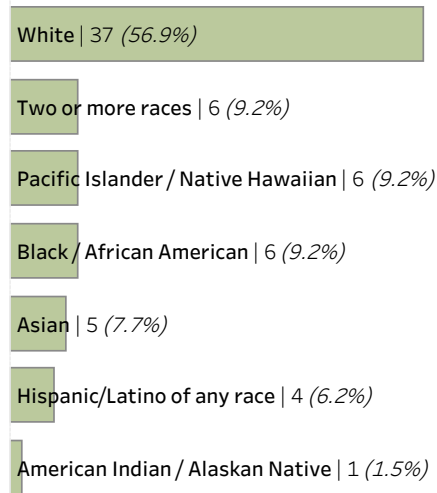 White | 37 (56.9%)
Two or more races | 6 (9.2%)
Pacific Islander / Native Hawaiian | 6 (9.2%)
Black / African American | 6 (9.2%)
Asian | 5 (7.7%)
Hispanic/Latino of any race | 4 (6.2%)
American Indian / Alaskan Native | 1 (1.5%)